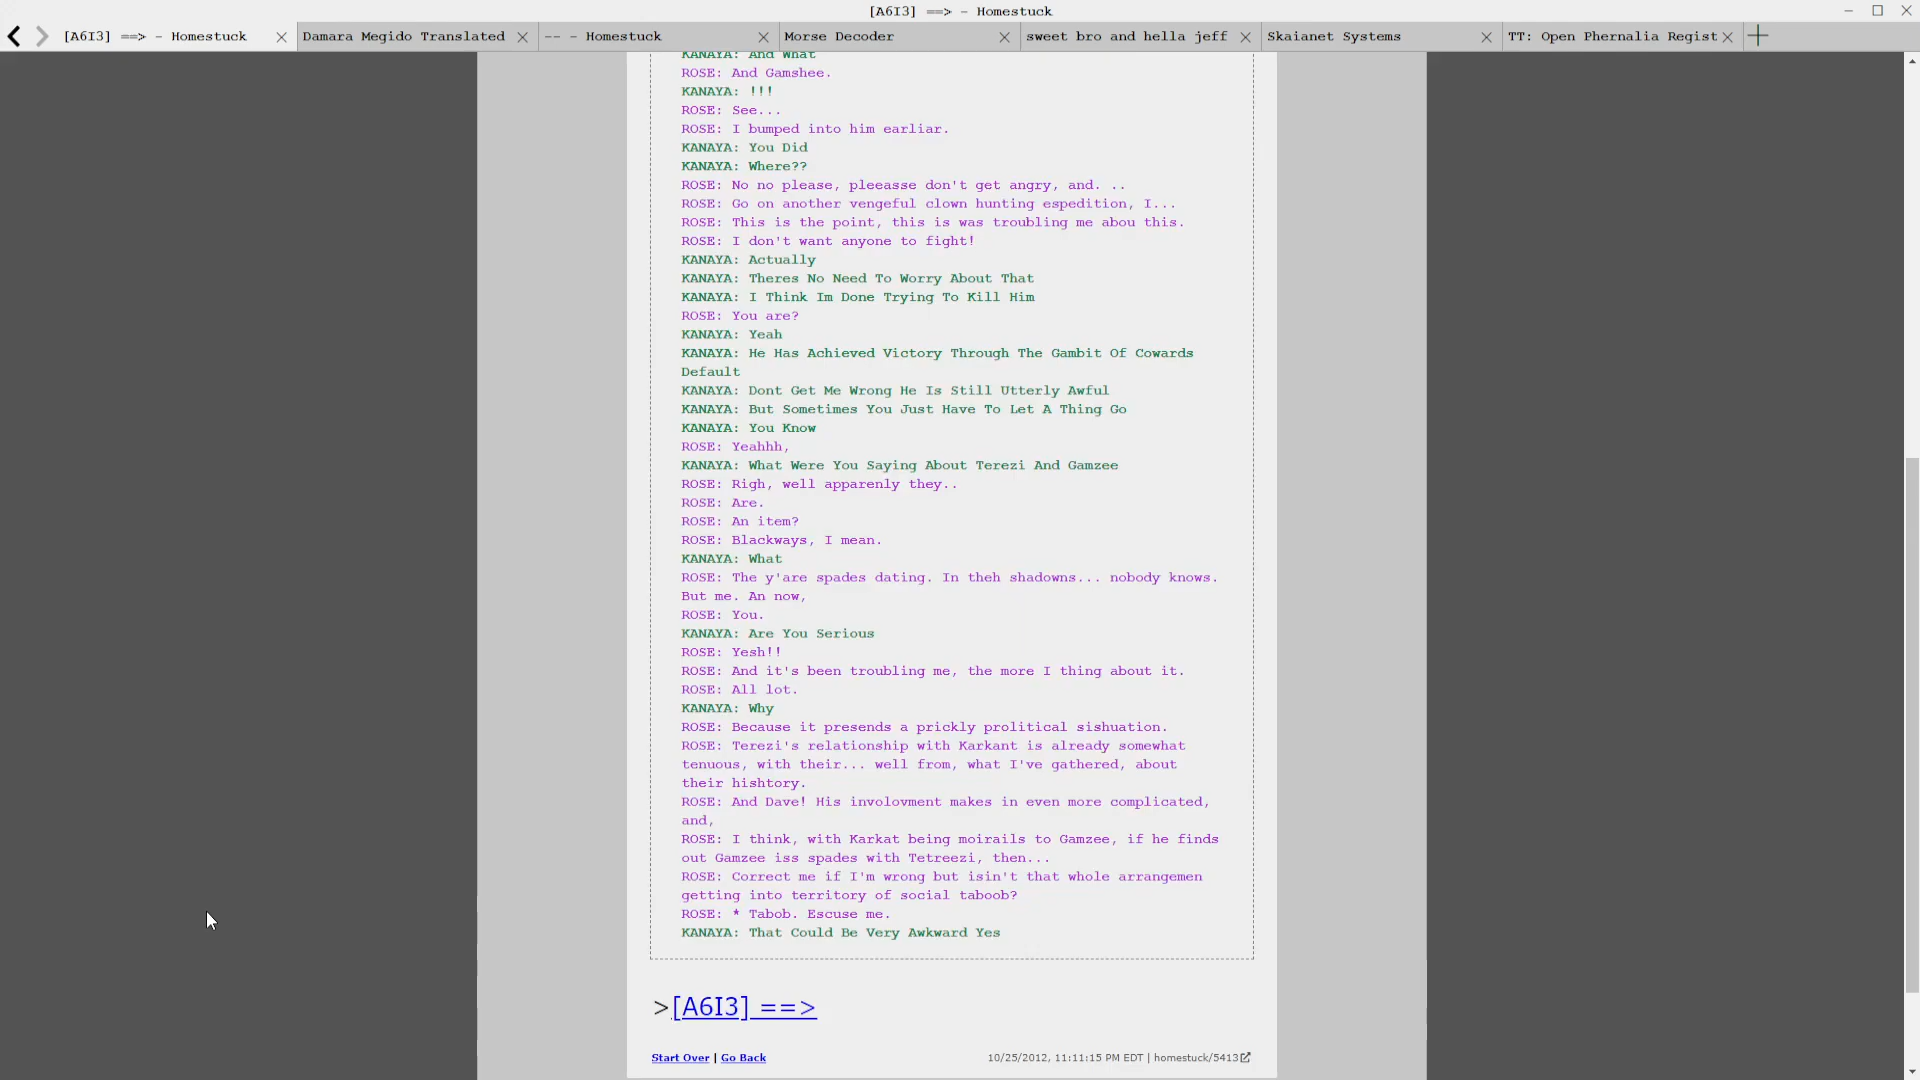 [A6I3] ==> - Homestuck
[A6I3] ==> - Homestuck
Damara Megido Translated
-- - Homestuck
Morse Decoder
sweet bro and hella jeff
Skaianet Systems
TT: Open Phernalia Regist
KANAYA: And What
ROSE: And Gamshee.
KANAYA: !!!
ROSE: See...
ROSE: I bumped into him earliar.
KANAYA: You Did
KANAYA: Where??
ROSE: No no please, pleeasse don't get angry, and. ..
ROSE: Go on another vengeful clown hunting espedition, I...
ROSE: This is the point, this is was troubling me abou this.
ROSE: I don't want anyone to fight!
KANAYA: Actually
KANAYA: Theres No Need To Worry About That
KANAYA: I Think Im Done Trying To Kill Him
ROSE: You are?
KANAYA: Yeah
KANAYA: He Has Achieved Victory Through The Gambit Of Cowards
Default
KANAYA: Dont Get Me Wrong He Is Still Utterly Awful
KANAYA: But Sometimes You Just Have To Let A Thing Go
KANAYA: You Know
ROSE: Yeahhh,
KANAYA: What Were You Saying About Terezi And Gamzee
ROSE: Righ, well apparenly they..
ROSE: Are.
ROSE: An item?
ROSE: Blackways, I mean.
KANAYA: What
ROSE: The y'are spades dating. In theh shadowns... nobody knows.
But me. An now,
ROSE: You.
KANAYA: Are You Serious
ROSE: Yesh!!
ROSE: And it's been troubling me, the more I thing about it.
ROSE: All lot.
KANAYA: Why
ROSE: Because it presends a prickly prolitical sishuation.
ROSE: Terezi's relationship with Karkant is already somewhat
tenuous, with their... well from, what I've gathered, about
their hishtory.
ROSE: And Dave! His involovment makes in even more complicated,
and,
ROSE: I think, with Karkat being moirails to Gamzee, if he finds
out Gamzee iss spades with Tetreezi, then...
ROSE: Correct me if I'm wrong but isin't that whole arrangemen
getting into territory of social taboob?
ROSE: * Tabob. Escuse me.
KANAYA: That Could Be Very Awkward Yes
>[A6I3] ==>
Start Over | Go Back
10/25/2012, 11:11:15 PM EDT | homestuck/5413